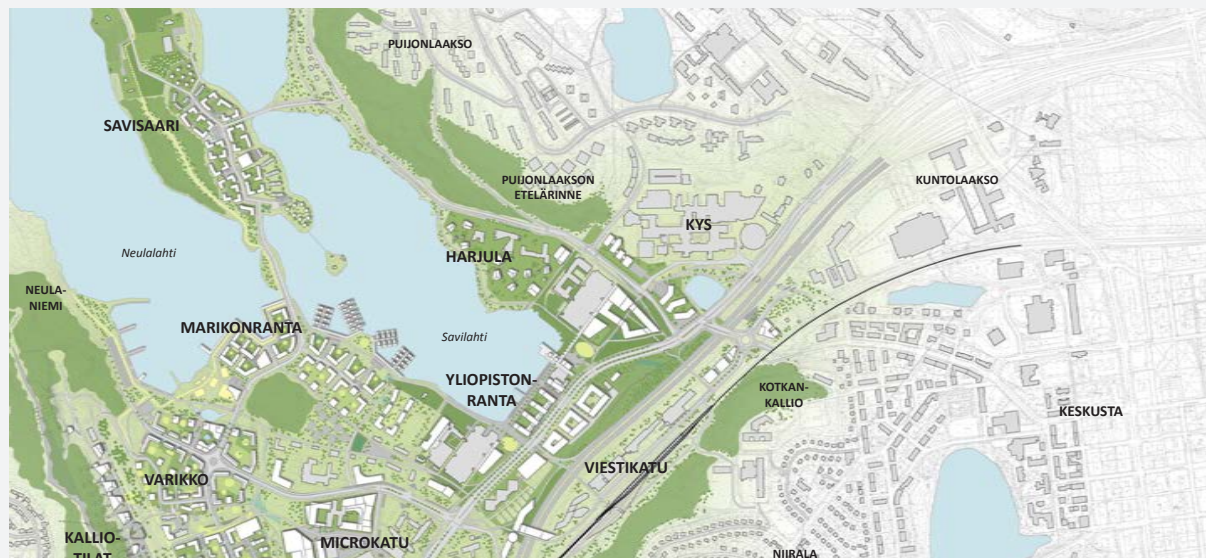 PUIJONLAAKSO
SAVISAARI
PUIJONLAAKSON
ETELÄRINNE
KUNTOLAAKSO
KYS
Neulalahti
HARJULA
NEULA-
NIEMI
MARIKONRANTA
Savilahti
YLIOPISTON-
RANTA
KOTKAN-
KALLIO
KESKUSTA
VARIKKO
VIESTIKATU
KALLIO-
TILAT
MICROKATU
NIIRALA